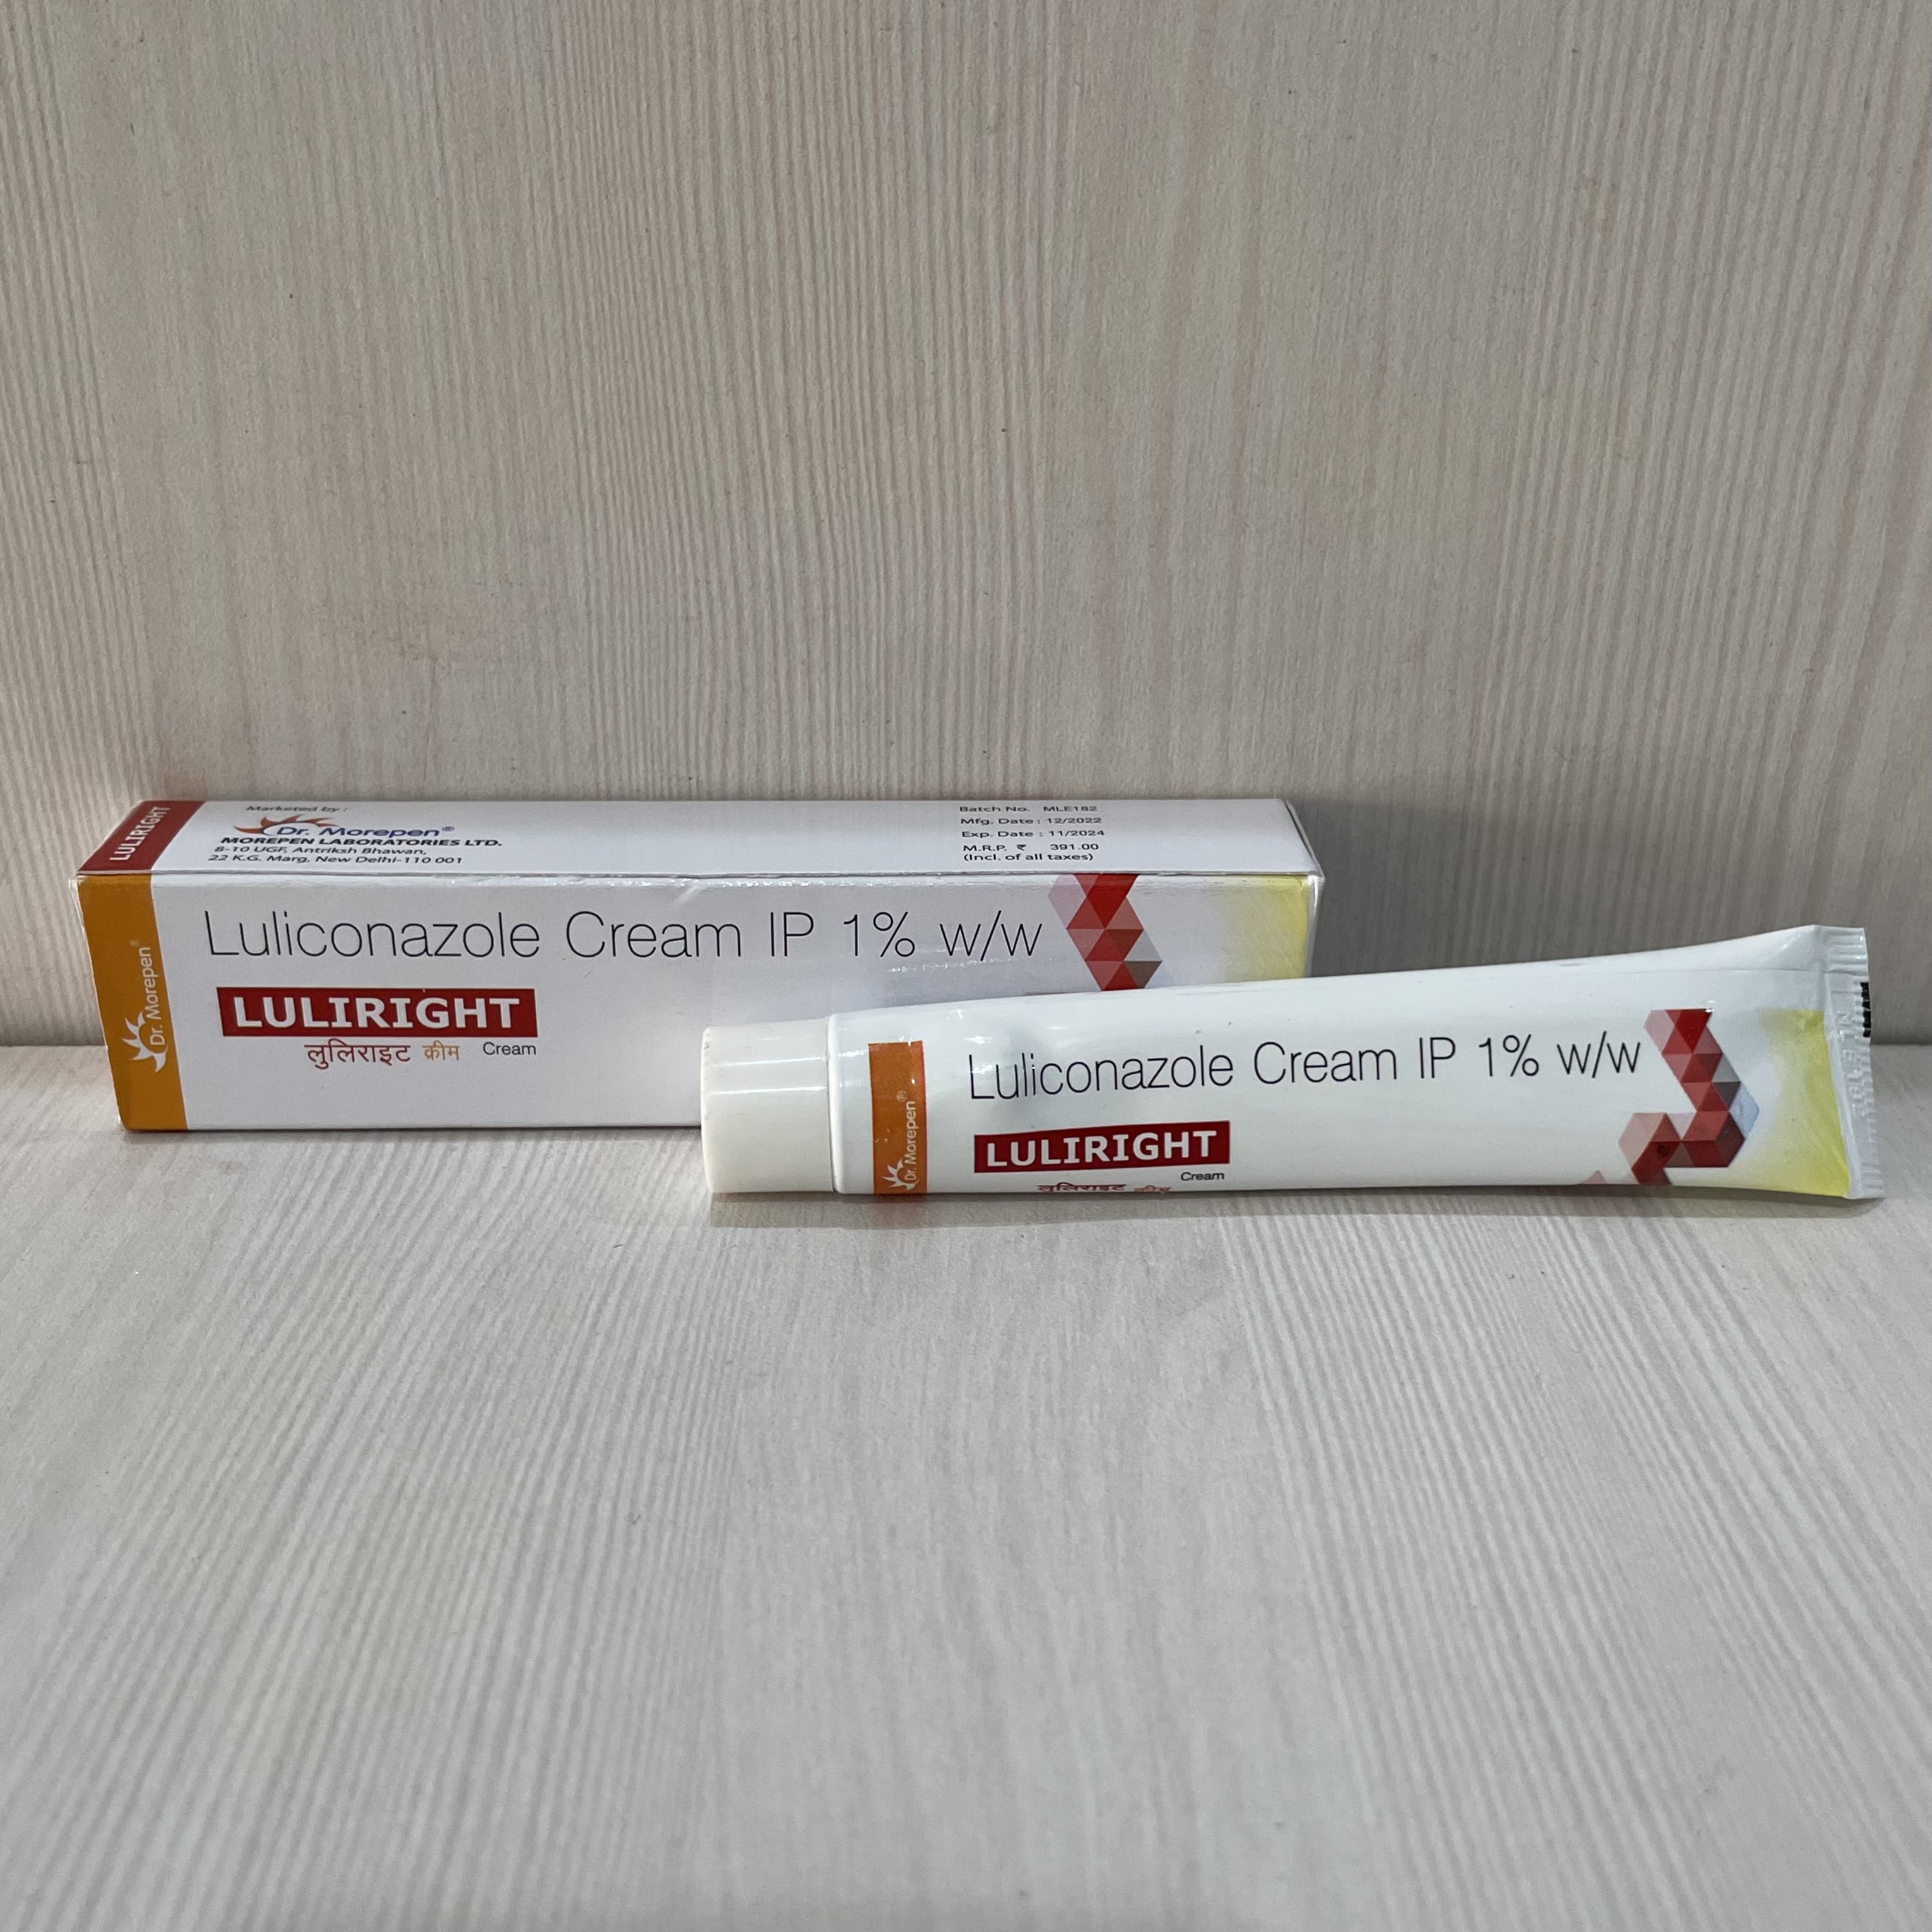 LULIRIGHT
Marketed by :
Dr. Morepen®
MOREPEN LABORATORIES LTD.
8-10 UGF, Antriksh Bhawan,
22 K.G. Marg, New Delhi-110 001
Batch No. MLE182
Mfg. Date : 12/2022
Exp. Date : 11/2024
M.R.P. ₹ 391.00
(Incl. of all taxes)
Dr. Morepen®
Luliconazole Cream IP 1% w/w
LULIRIGHT
लुलिराइट क्रीम Cream
Dr. Morepen®
Luliconazole Cream IP 1% w/w
LULIRIGHT
Cream
लुलिराइट क्रीम